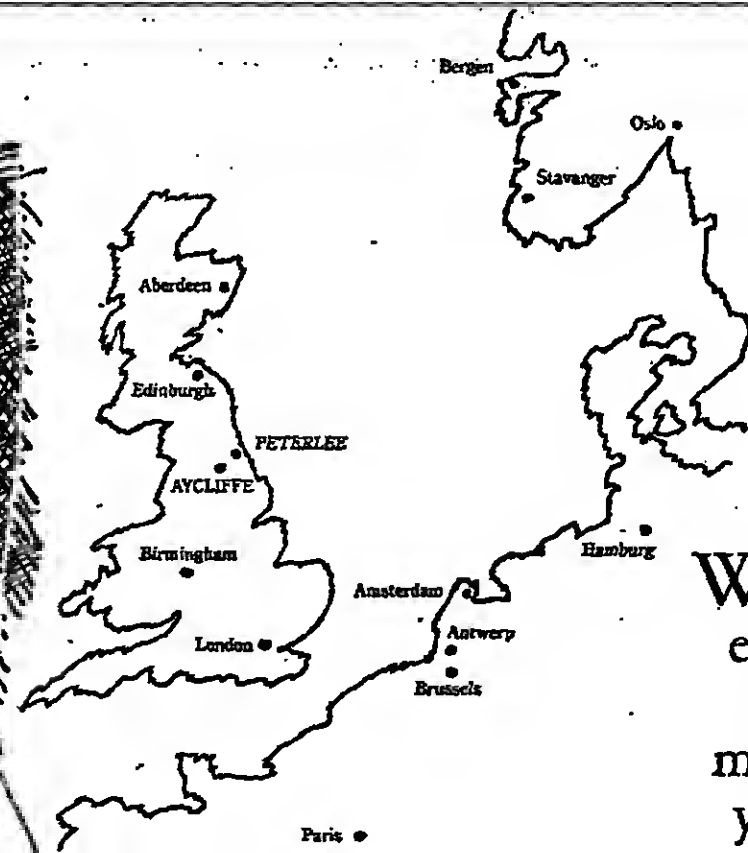 Bergen
Oslo
Stavanger
Aberdeen
Edinburgh
PETERLEE
AYCLIFFE
Birmingham
Hamburg
W
Amsterdam
Antwerp
London
e
Brussels
m
y
Paris